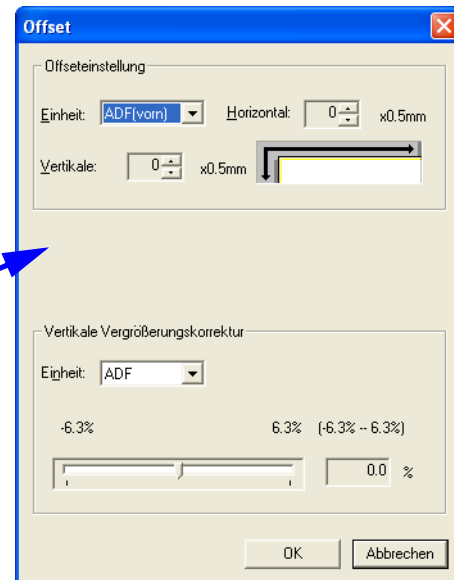 Offset
Offseteinstellung
Einheit: ADF(vorn) Horizontal: 0 x0.5mm
Vertikale: 0 x0.5mm
Vertikale Vergrößerungskorrektur
Einheit: ADF
-6.3% 6.3% (-6.3% -- 6.3%)
0.0 %
OK Abbrechen